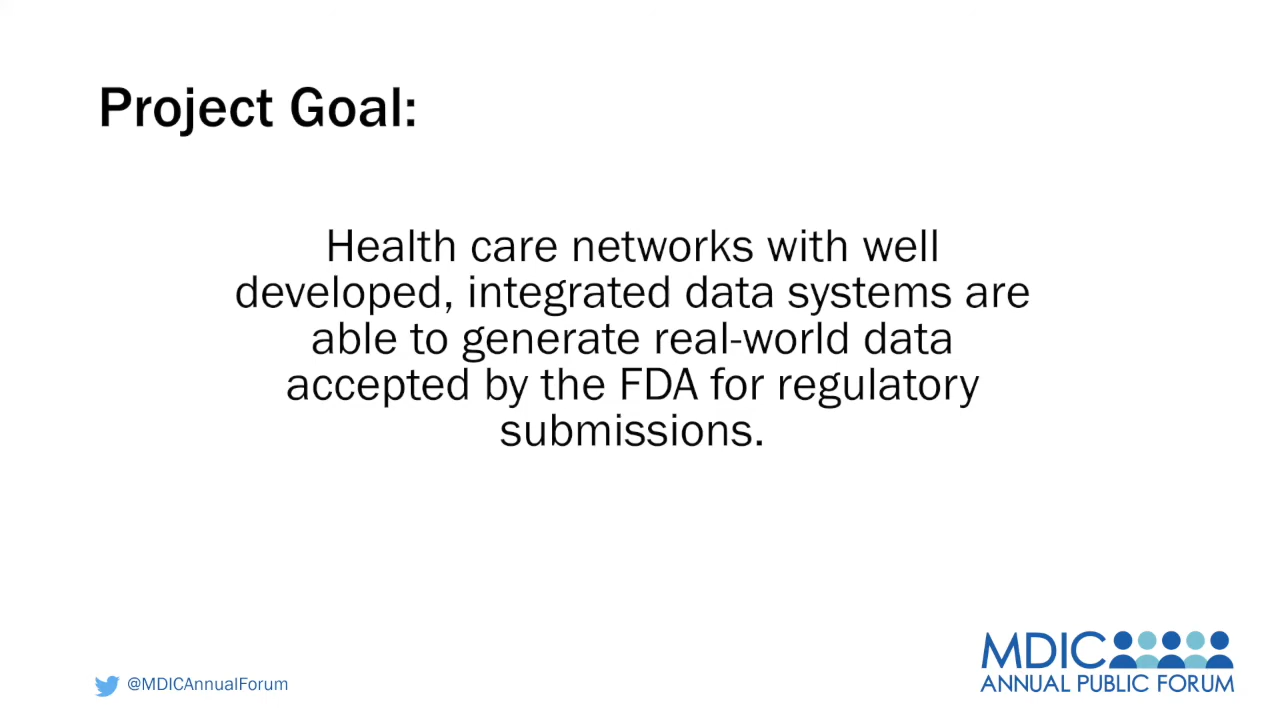 Project Goal:
Health care networks with well
developed, integrated data systems are
able to generate real-world data
accepted by the FDA for regulatory
submissions.
@MDICAnnualForum
MDIC
ANNUAL PUBLIC FORUM